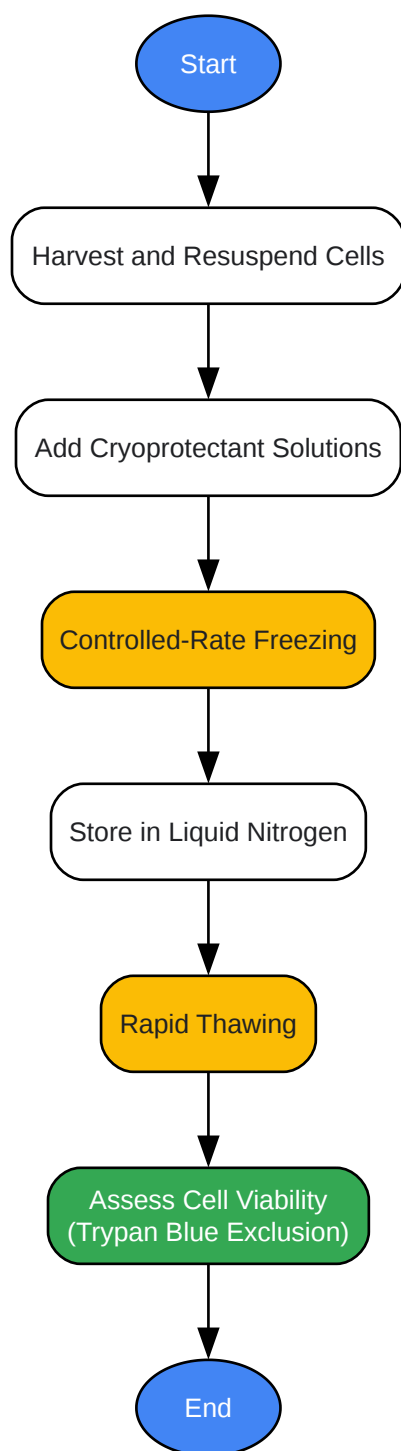 Start
Harvest and Resuspend Cells
Add Cryoprotectant Solutions
Controlled-Rate Freezing
Store in Liquid Nitrogen
Rapid Thawing
Assess Cell Viability
(Trypan Blue Exclusion)
End